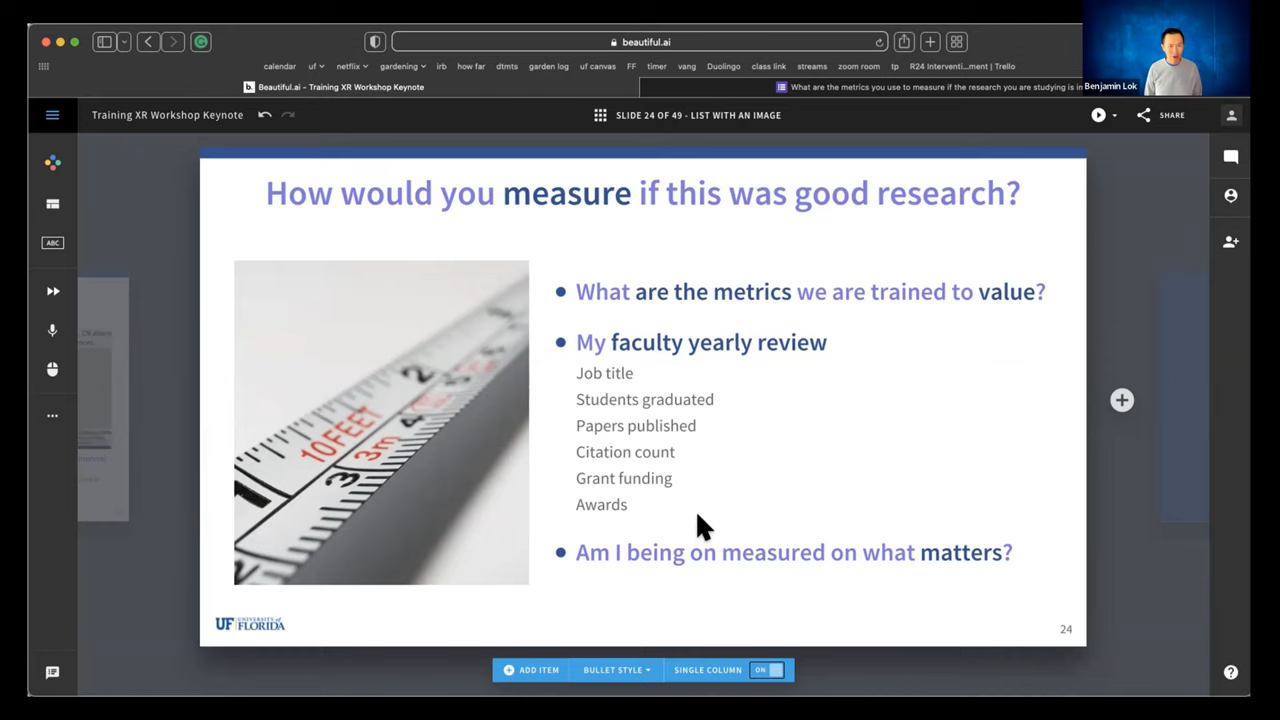 beautiful.ai
calendar uf netflix gardening irb how far dtmts garden log uf canvas FF timer vang Duolingo class link streams zoom room tp R24 Interventi...ment | Trello
b. Beautiful.ai - Training XR Workshop Keynote
What are the metrics you use to measure if the research you are studying is in
Benjamin Lok
Training XR Workshop Keynote
SLIDE 24 OF 49 - LIST WITH AN IMAGE
SHARE
ABC
How would you measure if this was good research?
2
10FEET
3m
3
4
1
• What are the metrics we are trained to value?
• My faculty yearly review
Job title
Students graduated
Papers published
Citation count
Grant funding
Awards
• Am I being on measured on what matters?
UF UNIVERSITY of FLORIDA
24
ADD ITEM BULLET STYLE SINGLE COLUMN ON